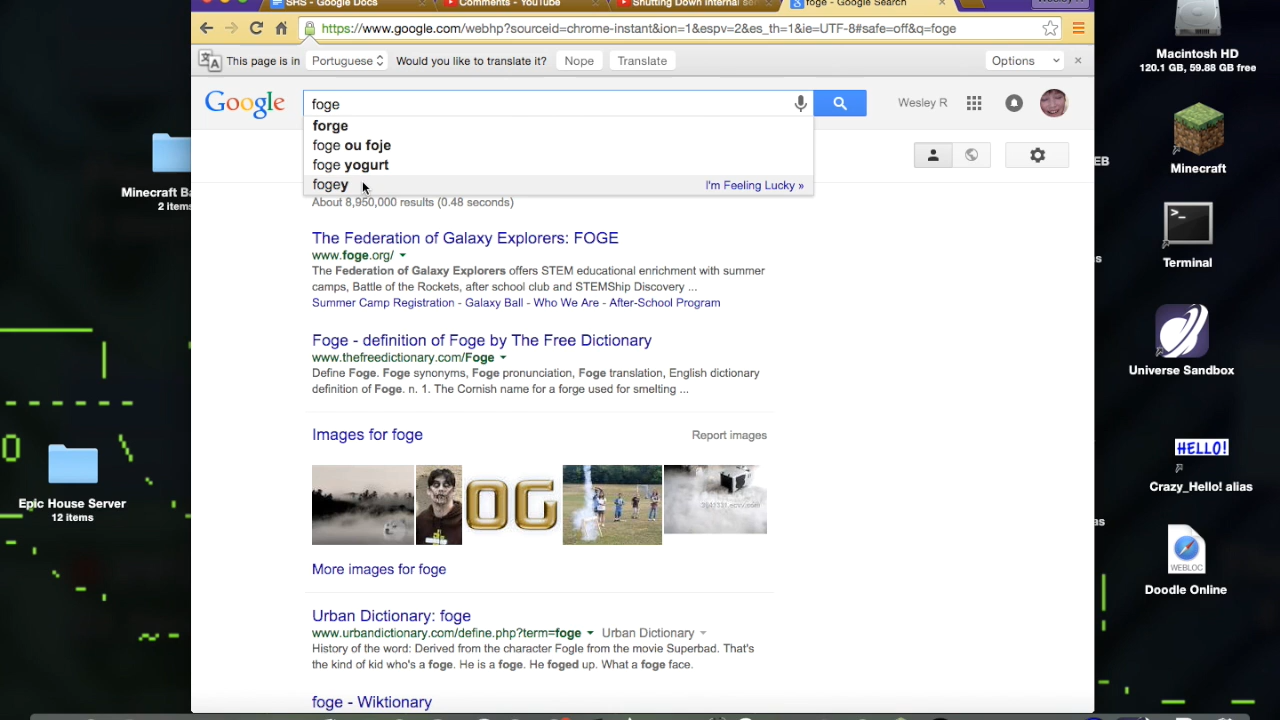 SRS - Google Docs
Comments - YouTube
Shutting Down Internal se
foge - Google Search
Wesley R
https://www.google.com/webhp?sourceid=chrome-instant&ion=1&espv=2&es_th=1&ie=UTF-8#safe=off&q=foge
This page is in Portuguese Would you like to translate it? Nope Translate Options
Google foge Wesley R
forge
foge ou foje
foge yogurt
fogey I'm Feeling Lucky »
About 8,950,000 results (0.48 seconds)
The Federation of Galaxy Explorers: FOGE
www.foge.org/
The Federation of Galaxy Explorers offers STEM educational enrichment with summer
camps, Battle of the Rockets, after school club and STEMShip Discovery ...
Summer Camp Registration - Galaxy Ball - Who We Are - After-School Program
Foge - definition of Foge by The Free Dictionary
www.thefreedictionary.com/Foge
Define Foge. Foge synonyms, Foge pronunciation, Foge translation, English dictionary
definition of Foge. n. 1. The Cornish name for a forge used for smelting ...
Images for foge Report images
OG
More images for foge
Urban Dictionary: foge
www.urbandictionary.com/define.php?term=foge Urban Dictionary
History of the word: Derived from the character Fogle from the movie Superbad. That's
the kind of kid who's a foge. He is a foge. He foged up. What a foge face.
foge - Wiktionary
Minecraft Ba
2 items
Epic House Server
12 items
Macintosh HD
120.1 GB, 59.88 GB free
EB
Minecraft
>_
Terminal
s
Universe Sandbox
HELLO!
Crazy_Hello! alias
as
WEBLOC
Doodle Online